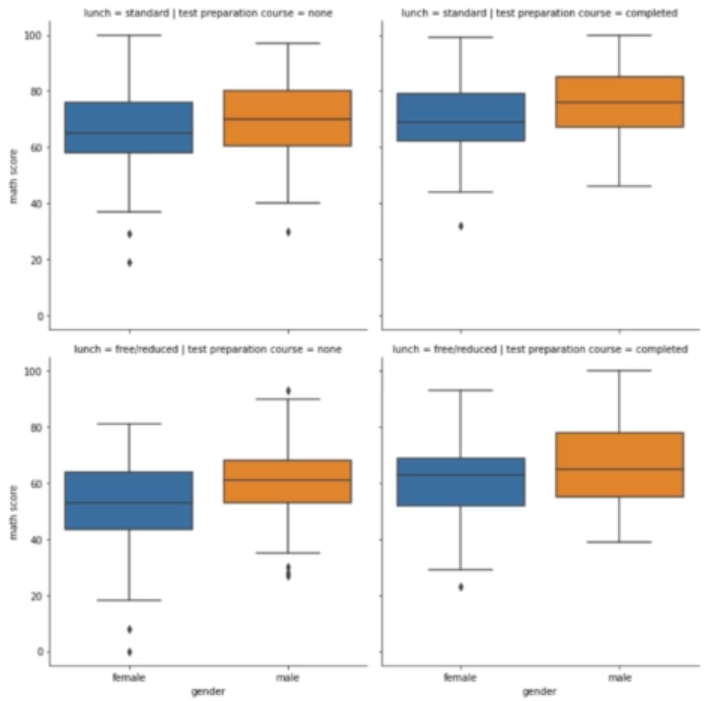 lunch = standard | test preparation course = none
lunch = standard | test preparation course = completed
100
80
60
40
20
0
math score
lunch = free/reduced | test preparation course = none
lunch = free/reduced | test preparation course = completed
100
80
60
40
20
0
math score
female
male
female
male
gender
gender